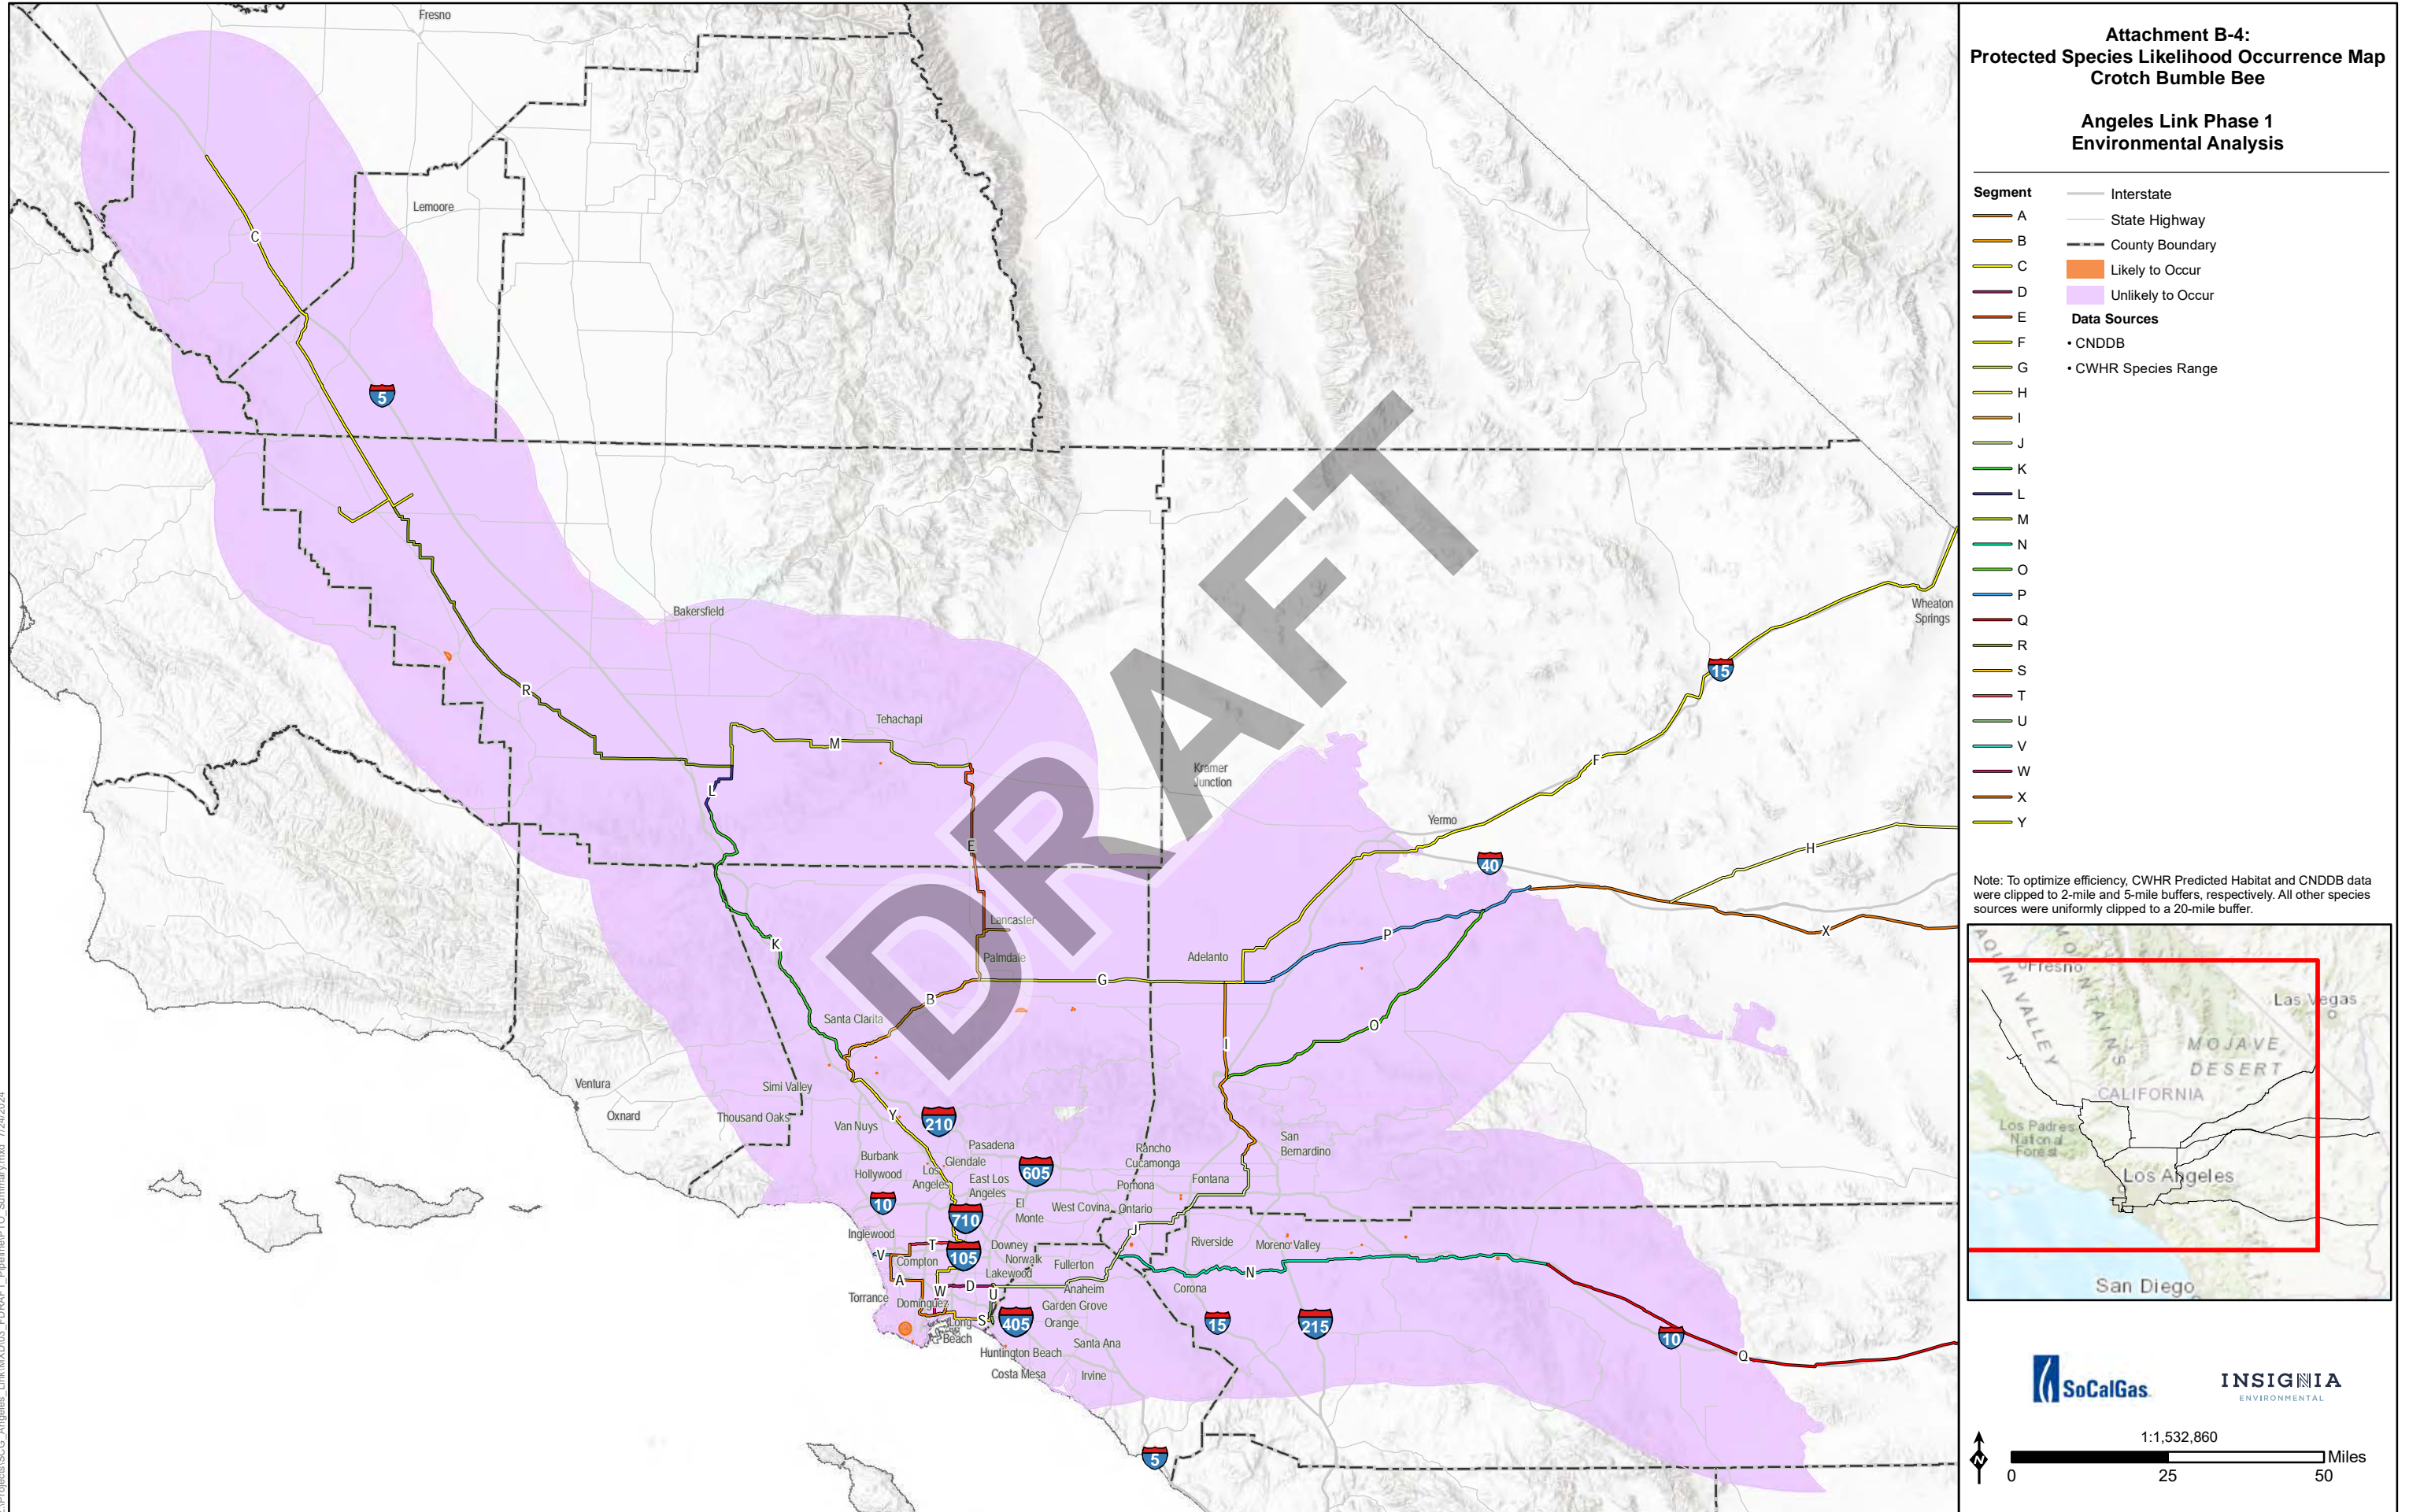 Attachment B-4:
Protected Species Likelihood Occurrence Map
Crotch Bumble Bee
Angeles Link Phase 1
Environmental Analysis
Segment
A
B
C
D
E
F
G
H
I
J
K
L
M
N
O
P
Q
R
S
T
U
V
W
X
Y
Interstate
State Highway
County Boundary
Likely to Occur
Unlikely to Occur
Data Sources
• CNDDB
• CWHR Species Range
Note: To optimize efficiency, CWHR Predicted Habitat and CNDDB data
were clipped to 2-mile and 5-mile buffers, respectively. All other species
sources were uniformly clipped to a 20-mile buffer.
Fresno
Las Vegas
AQUIN VALLEY
MOUNTAINS
MOJAVE
DESERT
CALIFORNIA
Los Padres
National
Forest
Los Angeles
San Diego
SoCalGas
INSIGNIA
ENVIRONMENTAL
1:1,532,860
N
Miles
0
25
50
DRAFT
Fresno
Lemoore
C
5
Bakersfield
Wheaton
Springs
15
R
Tehachapi
M
F
Kramer
Junction
L
Yermo
E
H
40
Lancaster
X
K
P
Palmdale
Adelanto
G
B
Santa Clarita
O
I
Ventura
Simi Valley
Oxnard
Thousand Oaks
Y
210
Van Nuys
Pasadena
San
Bernardino
Rancho
Cucamonga
Burbank
Glendale
605
Hollywood
Los
Angeles
East Los
Angeles
Pomona
Fontana
10
El
Monte
West Covina
Ontario
710
Inglewood
J
Riverside
Moreno Valley
V
T
105
Downey
Compton
Norwalk
Fullerton
Lakewood
N
A
W
D
U
Anaheim
Corona
Torrance
Dominguez
Garden Grove
S
405
Orange
15
215
Long
Beach
10
Santa Ana
Q
Huntington Beach
Costa Mesa
Irvine
5